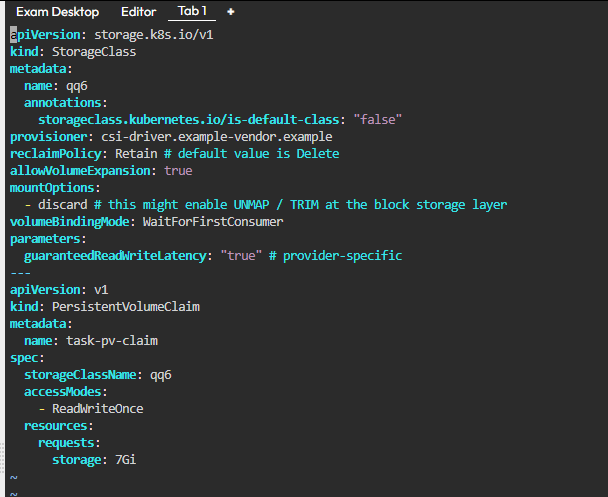 Exam Desktop Editor Tab 1 +
apiVersion: storage.k8s.io/v1
kind: StorageClass
metadata:
  name: qq6
  annotations:
    storageclass.kubernetes.io/is-default-class: "false"
provisioner: csi-driver.example-vendor.example
reclaimPolicy: Retain # default value is Delete
allowVolumeExpansion: true
mountOptions:
  - discard # this might enable UNMAP / TRIM at the block storage layer
volumeBindingMode: WaitForFirstConsumer
parameters:
  guaranteedReadWriteLatency: "true" # provider-specific
---
apiVersion: v1
kind: PersistentVolumeClaim
metadata:
  name: task-pv-claim
spec:
  storageClassName: qq6
  accessModes:
    - ReadWriteOnce
  resources:
    requests:
      storage: 7Gi
~
~